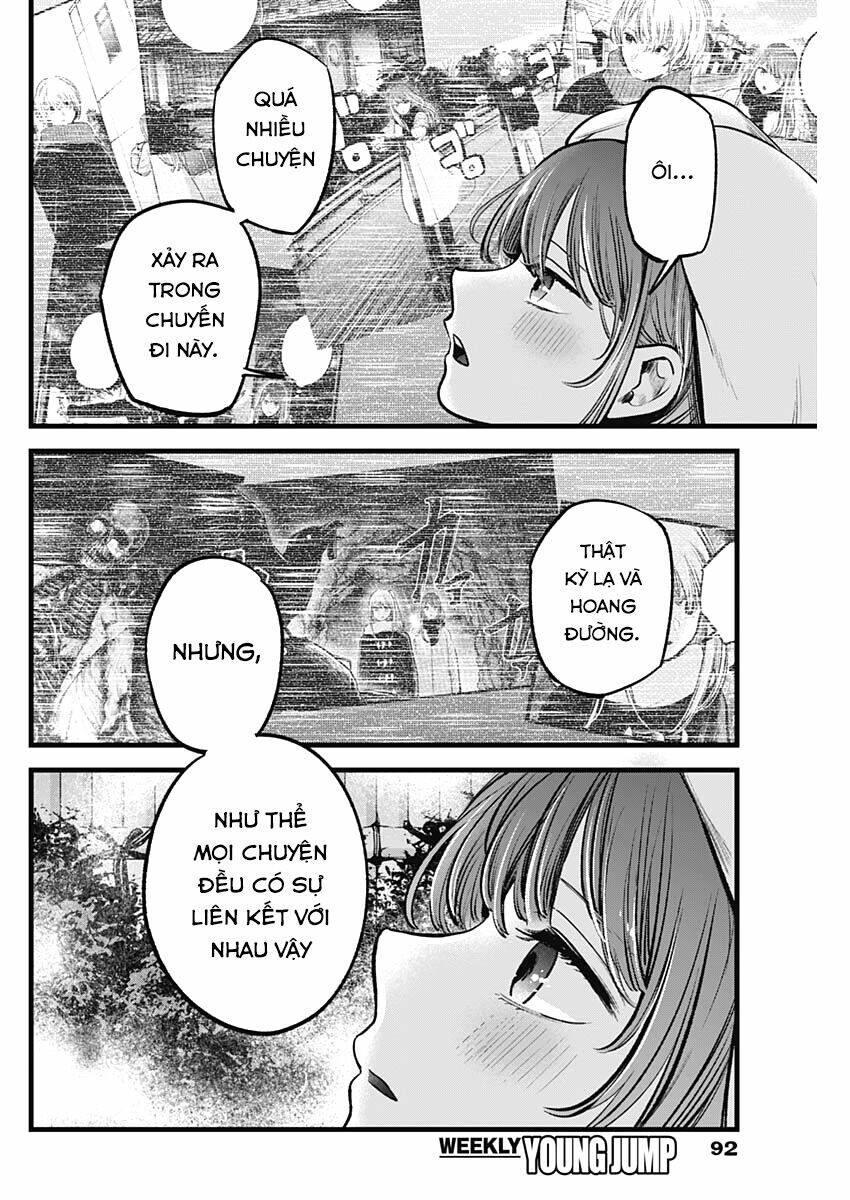 ÔI...
QUÁ
NHIỀU
CHUYỆN
XẢY RA
TRONG
CHUYẾN
ĐI NÀY.
THẬT
KỲ LẠ VÀ
HOANG
ĐƯỜNG.
NHƯNG,
NHƯ THỂ
MỌI CHUYỆN
ĐỀU CÓ SỰ
LIÊN KẾT VỚI
NHAU VẬY
WEEKLY YOUNG JUMP 92